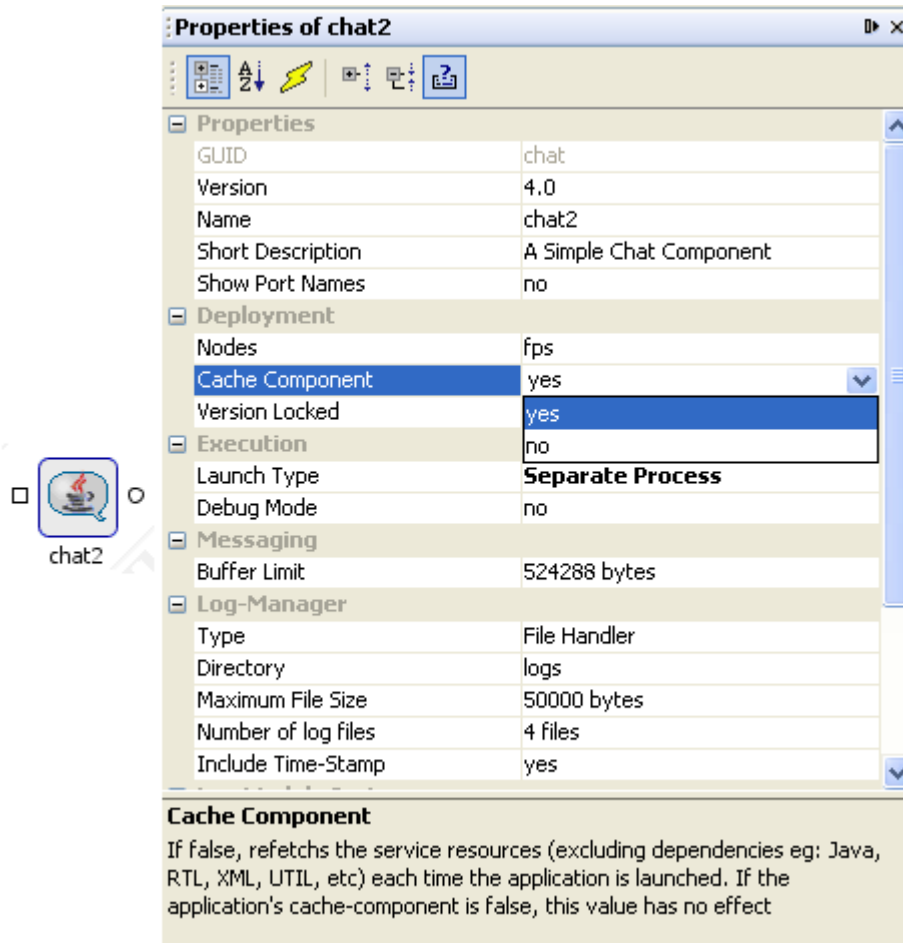 Properties of chat2
Properties
GUID chat
Version 4.0
Name chat2
Short Description A Simple Chat Component
Show Port Names no
Deployment
Nodes fps
Cache Component yes
Version Locked yes
Execution no
Launch Type Separate Process
Debug Mode no
Messaging
Buffer Limit 524288 bytes
Log-Manager
Type File Handler
Directory logs
Maximum File Size 50000 bytes
Number of log files 4 files
Include Time-Stamp yes
chat2
Cache Component
If false, refetchs the service resources (excluding dependencies eg: Java,
RTL, XML, UTIL, etc) each time the application is launched. If the
application's cache-component is false, this value has no effect